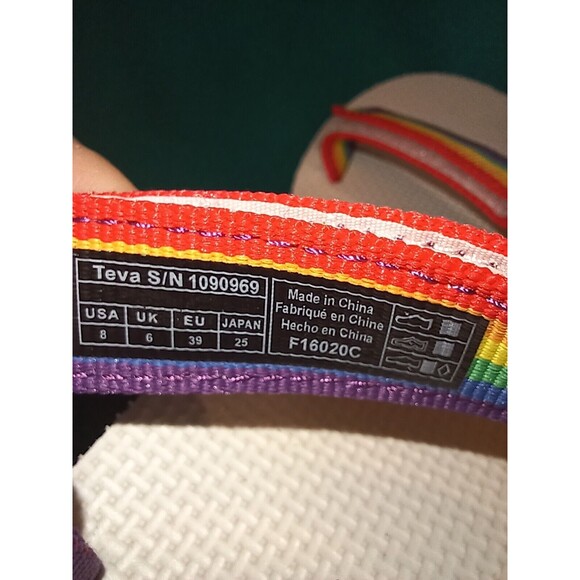 Teva S/N 1090969
USA UK EU JAPAN
8 6 39 25
Made in China
Fabriqué en Chine
Hecho en China
F16020C